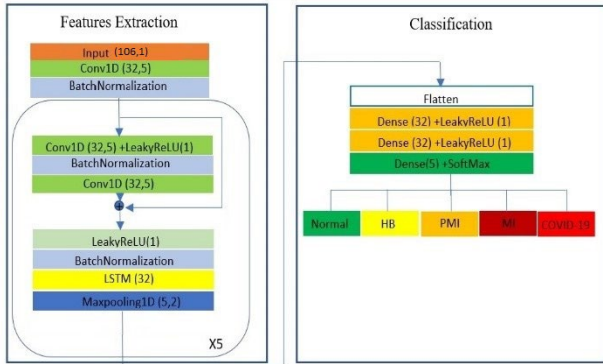 Features Extraction
Input (106,1)
Conv1D (32,5)
BatchNormalization
Conv1D (32,5) +LeakyReLU(1)
BatchNormalization
Conv1D (32,5)
+
LeakyReLU(1)
BatchNormalization
LSTM (32)
Maxpooling1D (5,2)
X5
Classification
Flatten
Dense (32) +LeakyReLU (1)
Dense (32) +LeakyReLU (1)
Dense(5) +SoftMax
Normal
HB
PMI
MI
COVID-19